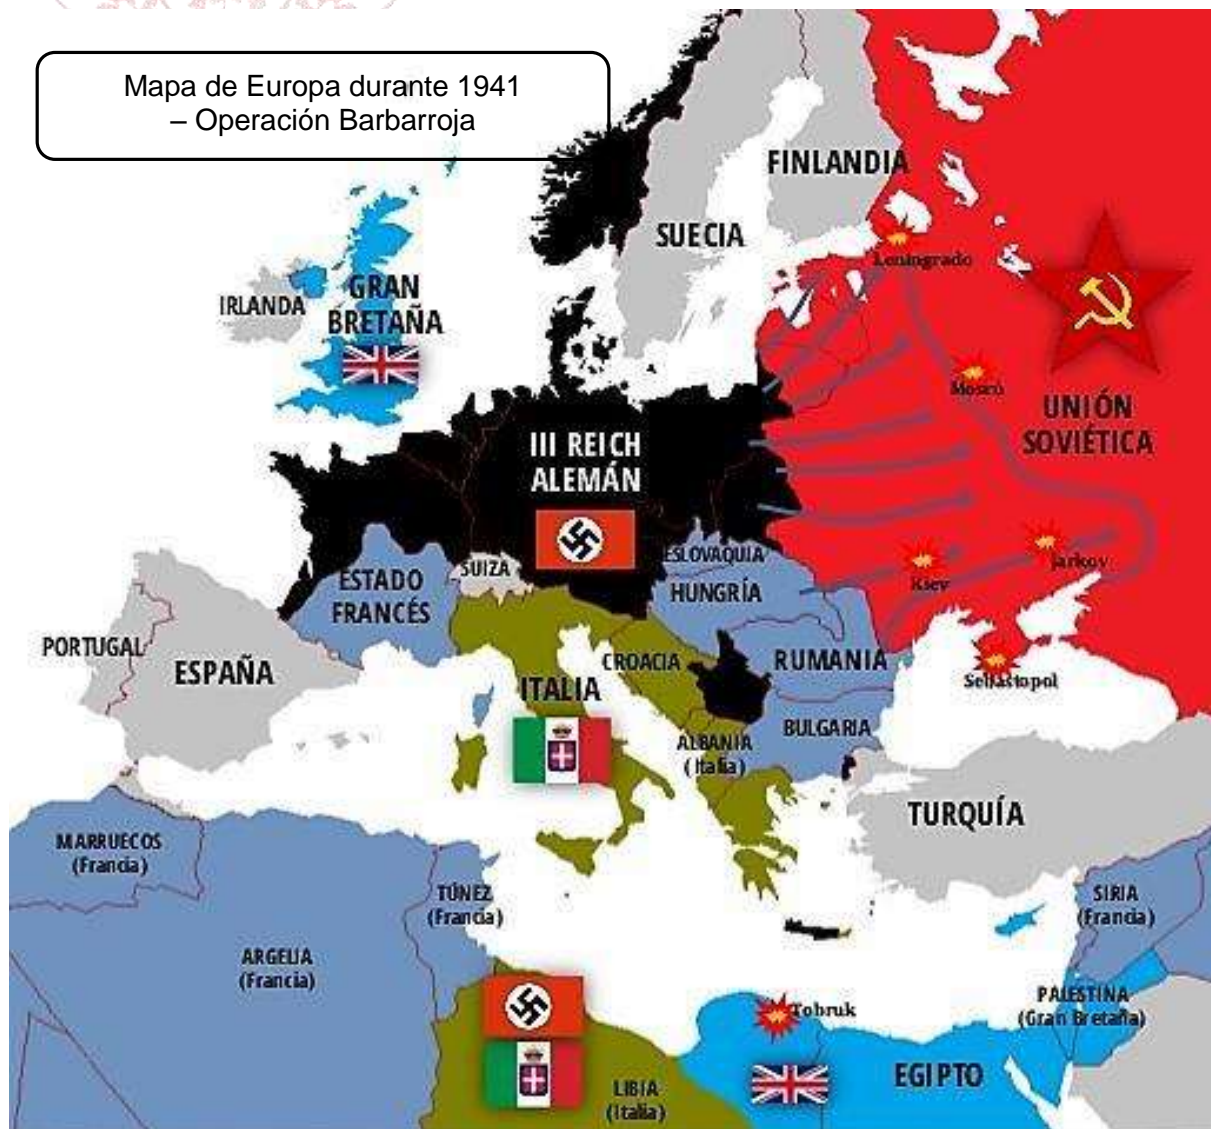 Mapa de Europa durante 1941
– Operación Barbarroja
FINLANDIA
SUECIA
Leningrado
IRLANDA
GRAN
BRETAÑA
Moscú
UNIÓN
SOVIÉTICA
III REICH
ALEMÁN
ESLOVAQUIA
SUIZA
ESTADO
FRANCÉS
HUNGRÍA
Kiev
Jarkov
PORTUGAL
ESPAÑA
CROACIA
RUMANIA
ITALIA
Sebastopol
ALBANIA
(Italia)
BULGARIA
TURQUÍA
MARRUECOS
(Francia)
TÚNEZ
(Francia)
SIRIA
(Francia)
ARGELIA
(Francia)
PALESTINA
(Gran Bretaña)
Tobruk
EGIPTO
LIBIA
(Italia)